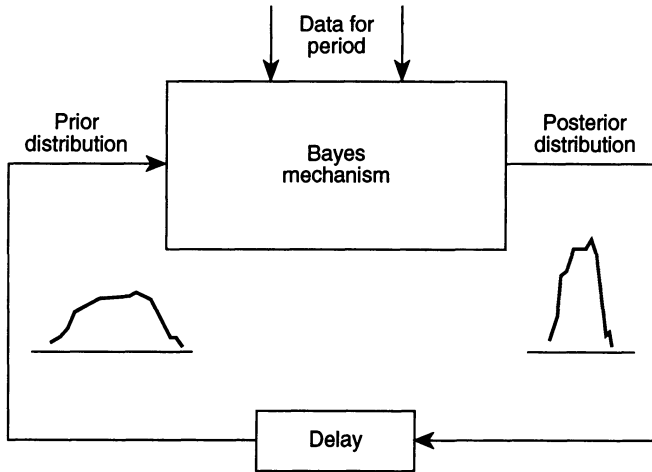 Data for
period
Prior
distribution
Bayes
mechanism
Posterior
distribution
Delay